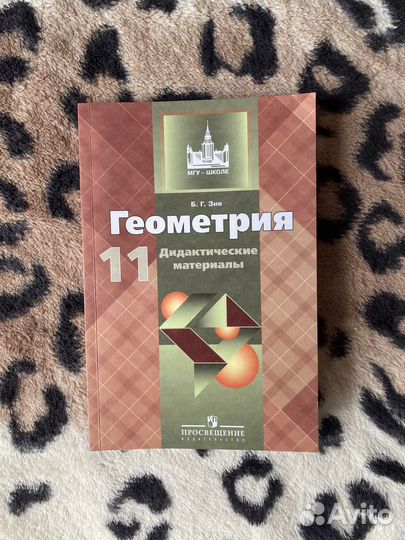 МГУ – ШКОЛЕ
Б. Г. Зив
Геометрия
11
Дидактические
материалы
ПРОСВЕЩЕНИЕ
ИЗДАТЕЛЬСТВО
Avito